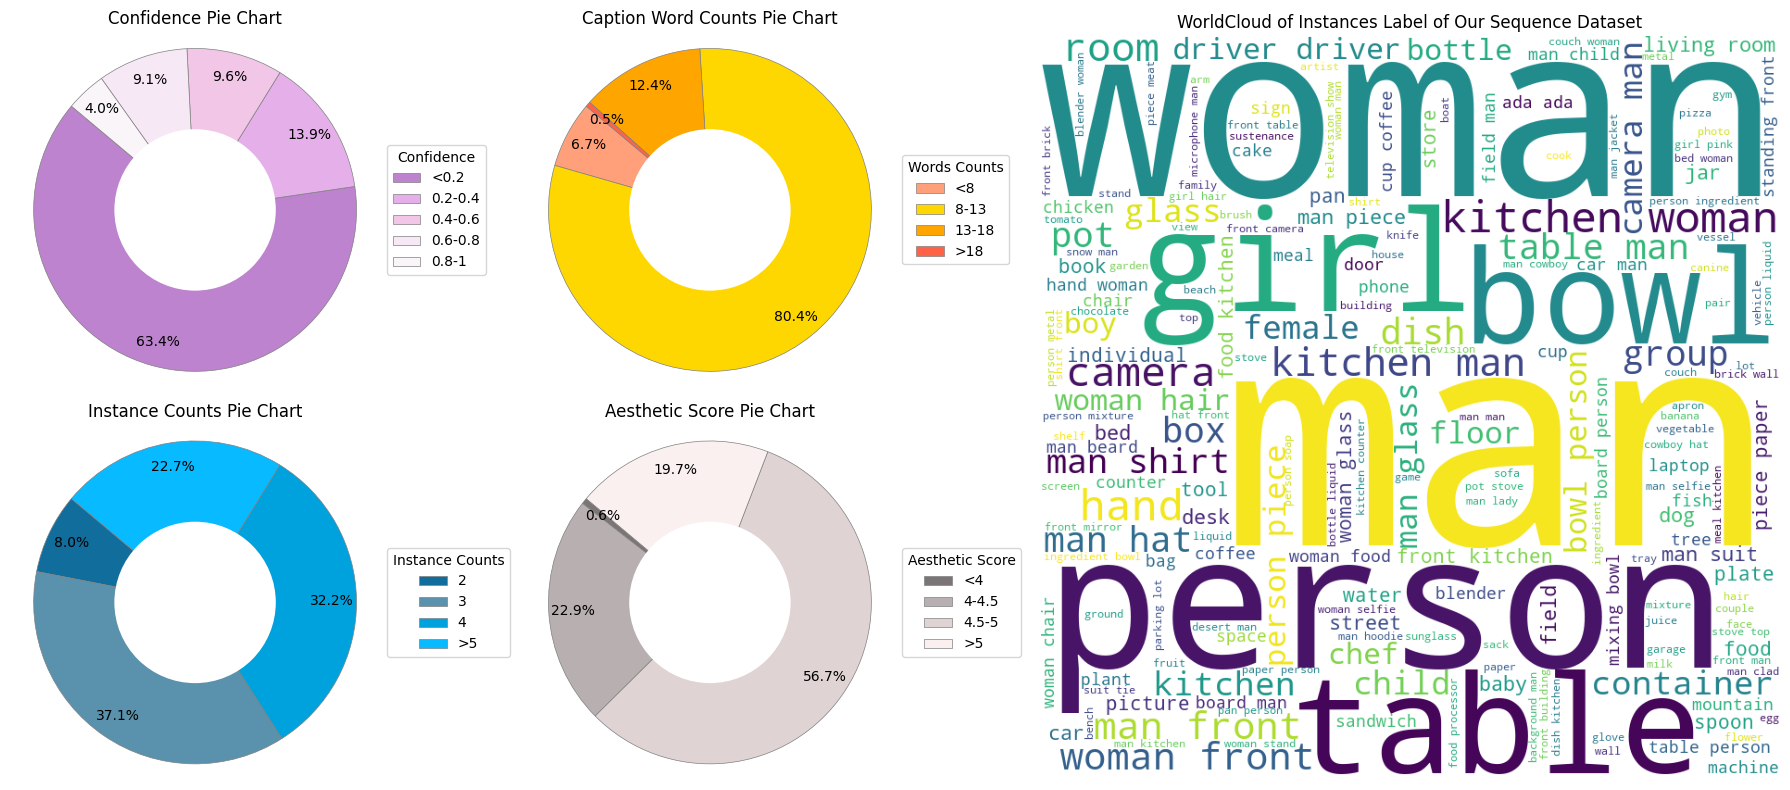 Confidence Pie Chart
4.0%
9.1%
9.6%
13.9%
63.4%
Confidence
<0.2
0.2-0.4
0.4-0.6
0.6-0.8
0.8-1
Caption Word Counts Pie Chart
12.4%
0.5%
6.7%
80.4%
Words Counts
<8
8-13
13-18
>18
Instance Counts Pie Chart
22.7%
8.0%
32.2%
37.1%
Instance Counts
2
3
4
>5
Aesthetic Score Pie Chart
19.7%
0.6%
22.9%
56.7%
Aesthetic Score
<4
4-4.5
4.5-5
>5
WorldCloud of Instances Label of Our Sequence Dataset
room
driver driver
bottle
couch woman
man child
living room
metal
woman
blender woman
piece meat
artist
arm
microphone man
sign
front table
sustenance
cake
television show
woman man
cup coffee
store
boat
field man
ada ada
cook
man jacket
camera man
gym
pizza
photo
girl pink
bed woman
jar
standing front
front brick
stand
family
girl hair
pan
shirt
person ingredient
chicken
tomato
glass
brush
man piece
kitchen woman
pot
view
front camera
knife
table man
vessel
snow man
book
garden
meal
door
house
man cowboy
car man
canine
hand woman
beach
phone
girl
bowl
chair
chocolate
building
pair
vehicle
person liquid
boy
top
food kitchen
female
dish
person metal
shirt front
individual
stove
front television
cup
group
lot
camera
kitchen man
couch
brick wall
woman hair
man
apron
person mixture
hat front
man man
banana
shelf
bed
box
floor
vegetable
man beard
cowboy hat
man shirt
woman glass
kitchen counter
man glass
bowl person
board person
laptop
sofa
screen
counter
tool
person soap
game
pot stove
man selfie
man lady
fish
piece paper
hand
desk
bottle liquid
dog
meal kitchen
front mirror
man hat
liquid
person piece
ingredient
tree
ingredient bowl
coffee
bag
woman food
front kitchen
tray
man suit
plate
person
water
blender
hair
couple
woman chair
ground
parking lot
desert man
woman selfie
street
field
mixing bowl
mixture
juice
face
space
man hoodie
sunglass
sack
stove top
chef
garage
food
fruit
paper person
paper
milk
front man
man clad
plant
suit tie
kitchen
child
baby
container
picture
board man
pan person
table
mountain
bench
man front
sandwich
food processor
background man
front building
dish kitchen
spoon
egg
car
flower
man kitchen
woman stand
glove
wall
table person
woman front
machine